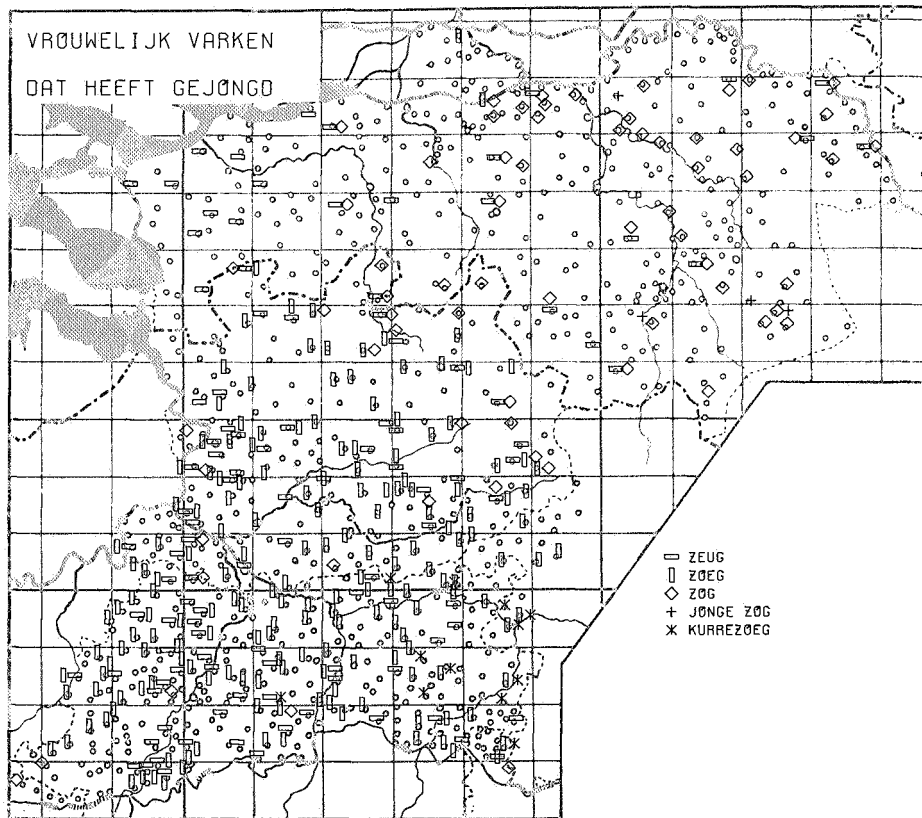 VROUWELIJK VARKEN
DAT HEEFT GEJONGD
ZEUG
ZOEG
ZOG
JONGE ZOG
KURREZOEG